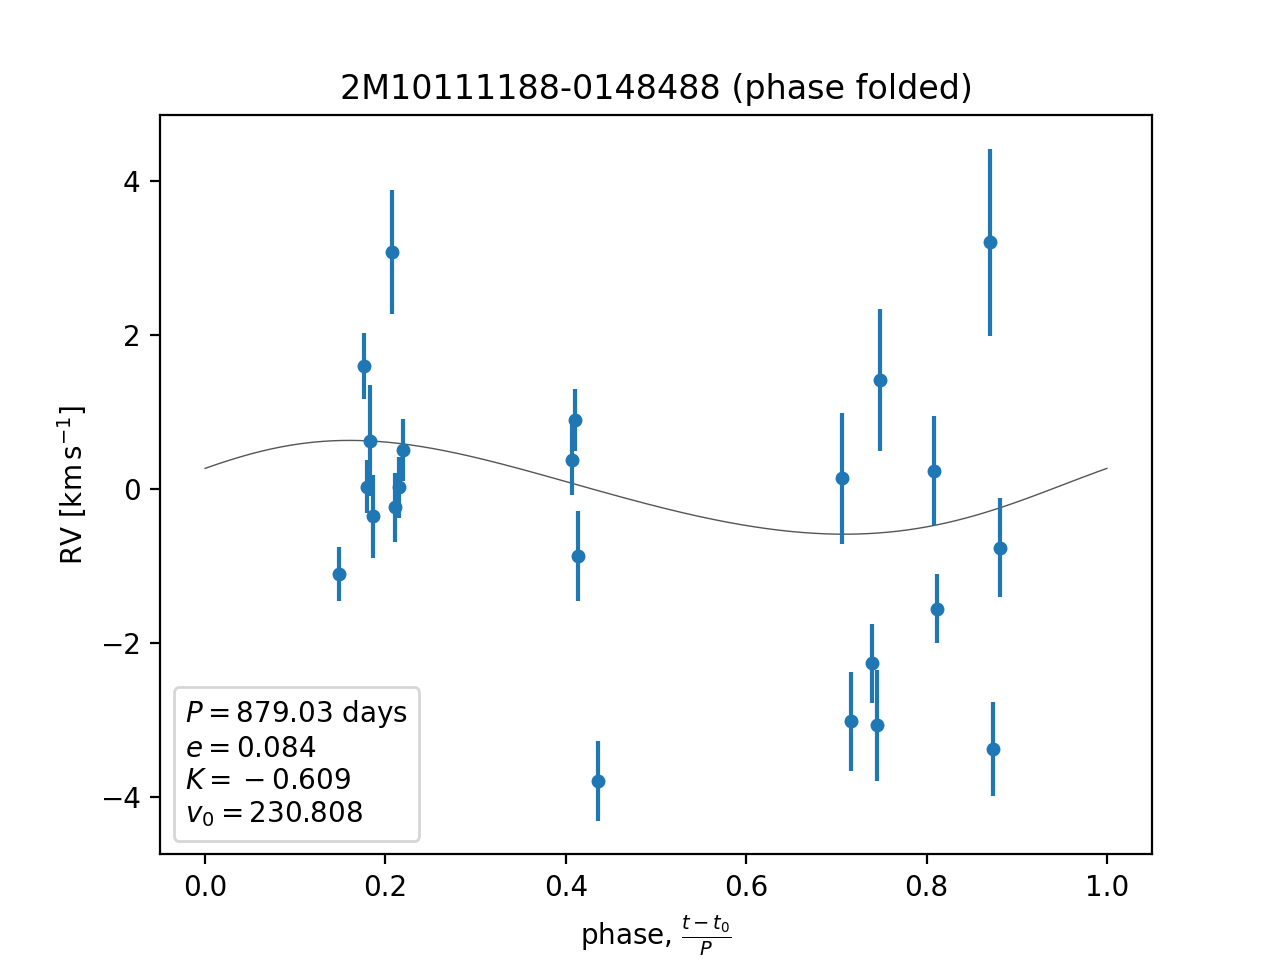 2M10111188-0148488 (phase folded)
RV [km s⁻¹]
4
2
0
−2
−4
P = 879.03 days
e = 0.084
K = −0.609
v₀ = 230.808
0.0 0.2 0.4 0.6 0.8 1.0
phase, (t − t₀)/P